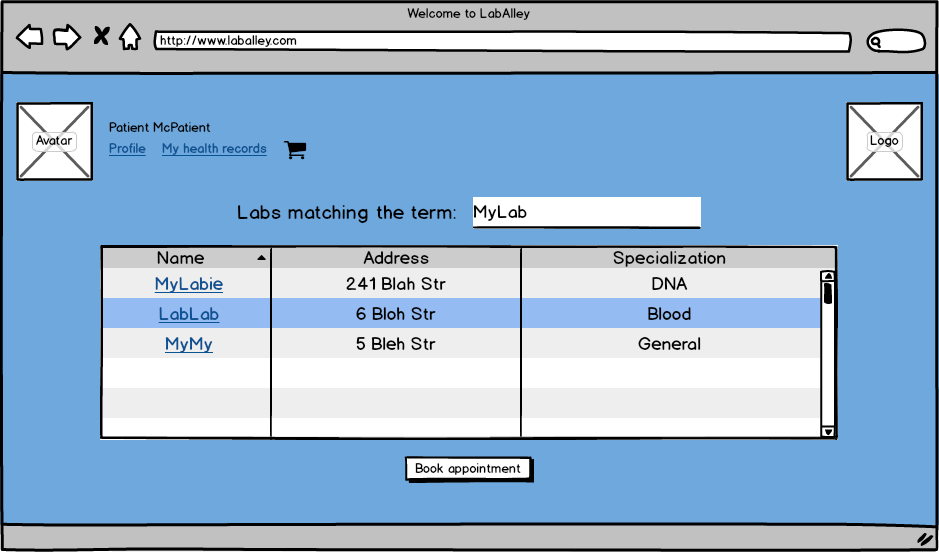 Welcome to LabAlley
http://www.laballey.com
Avatar
Patient McPatient
Profile My health records
Logo
Labs matching the term: MyLab
Name Address Specialization
MyLabie 241 Blah Str DNA
LabLab 6 Bloh Str Blood
MyMy 5 Bleh Str General
Book appointment